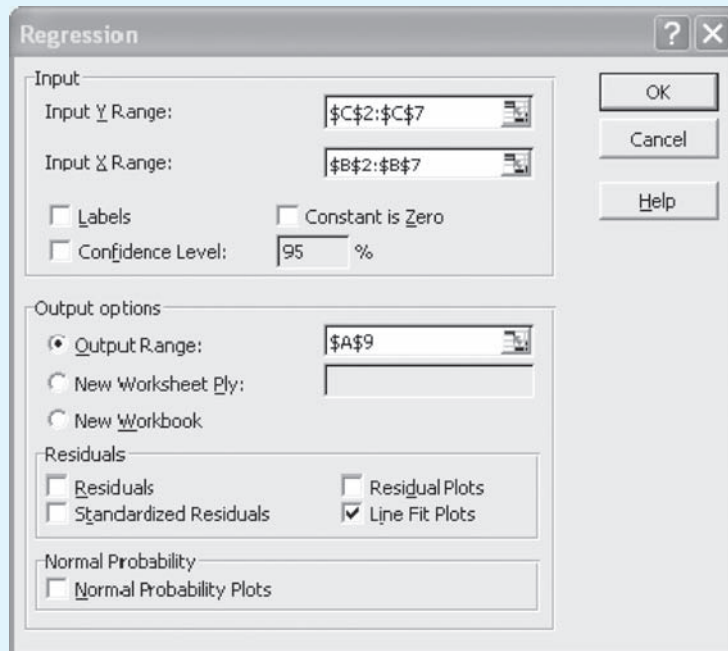 Regression
Input
Input Y Range: $C$2:$C$7
Input X Range: $B$2:$B$7
Labels Constant is Zero
Confidence Level: 95 %
OK
Cancel
Help
Output options
Output Range: $A$9
New Worksheet Ply:
New Workbook
Residuals
Residuals Residual Plots
Standardized Residuals Line Fit Plots
Normal Probability
Normal Probability Plots